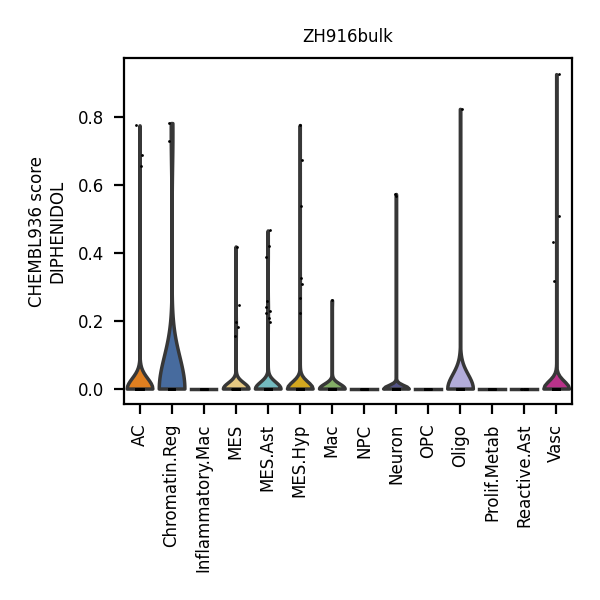 ZH916bulk
CHEMBL936 score
DIPHENIDOL
0.8
0.6
0.4
0.2
0.0
AC
Chromatin.Reg
Inflammatory.Mac
MES
MES.Ast
MES.Hyp
Mac
NPC
Neuron
OPC
Oligo
Prolif.Metab
Reactive.Ast
Vasc